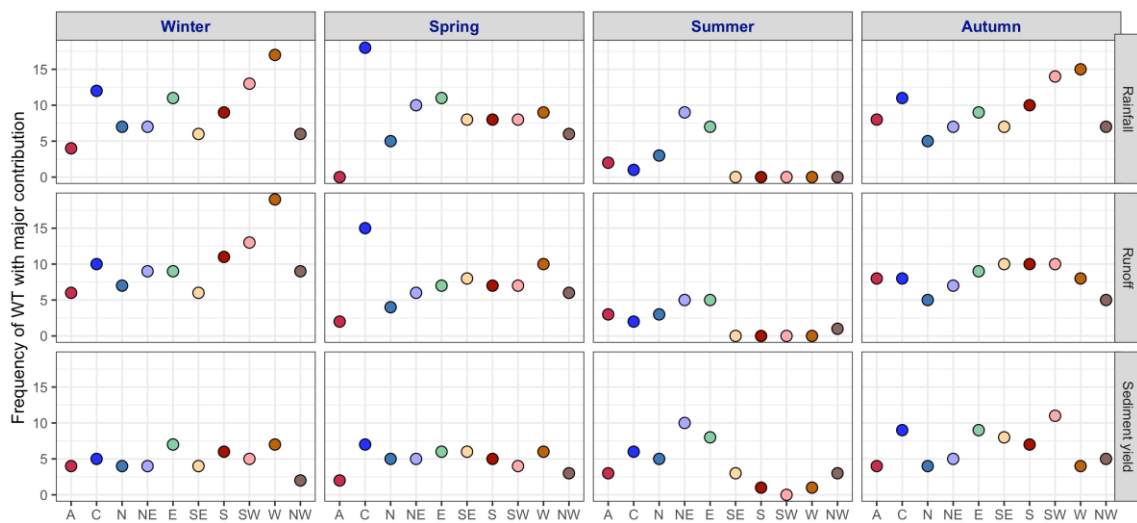 Winter
Spring
Summer
Autumn
Frequency of WT with major contribution
15
10
5
0
Rainfall
15
10
5
0
Runoff
15
10
5
0
Sediment yield
A C N NE E SE S SW W NW
A C N NE E SE S SW W NW
A C N NE E SE S SW W NW
A C N NE E SE S SW W NW